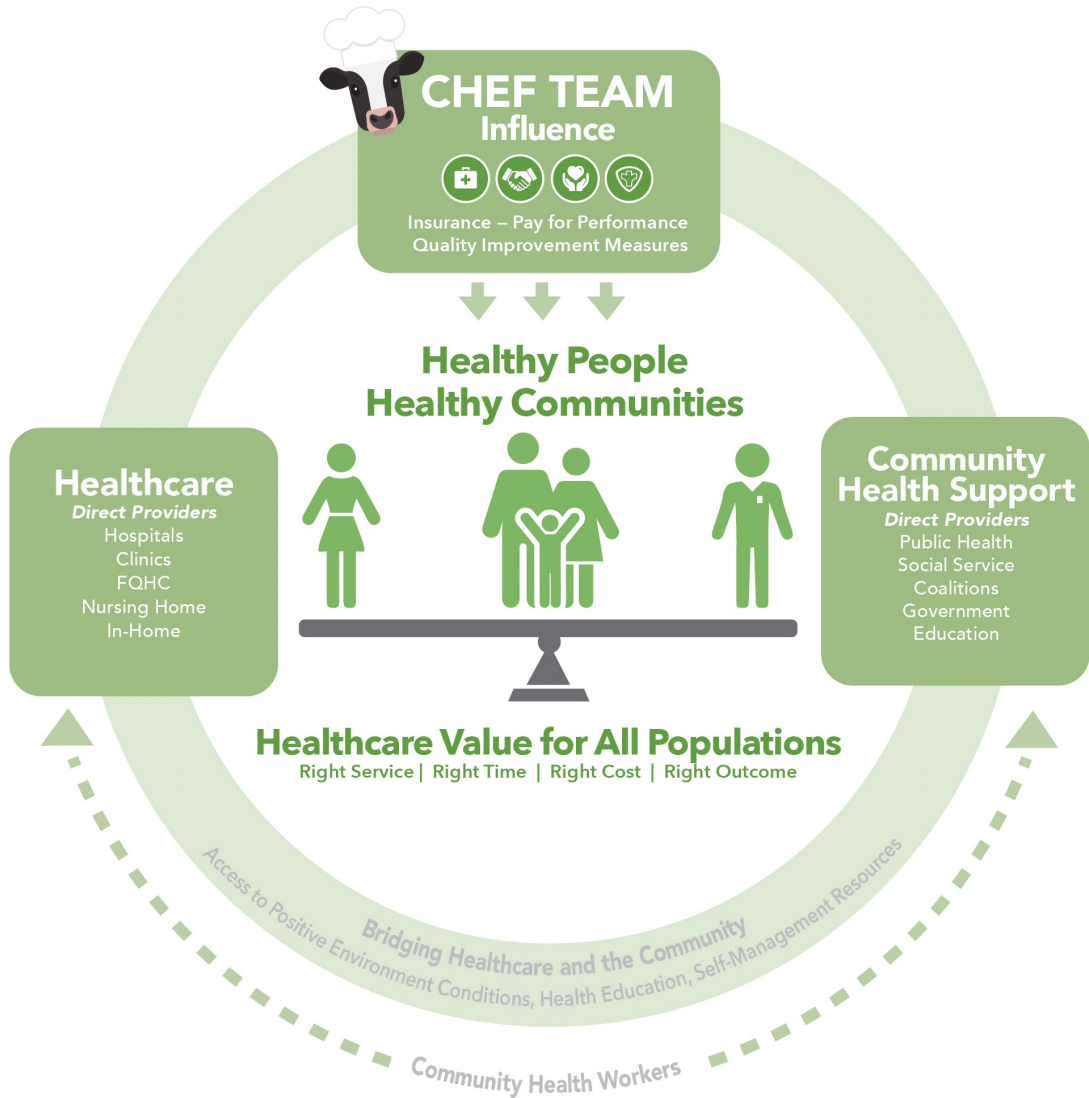 CHEF TEAM
Influence
Insurance – Pay for Performance
Quality Improvement Measures
Healthy People
Healthy Communities
Healthcare
Direct Providers
Hospitals
Clinics
FQHC
Nursing Home
In-Home
Community
Health Support
Direct Providers
Public Health
Social Service
Coalitions
Government
Education
Healthcare Value for All Populations
Right Service | Right Time | Right Cost | Right Outcome
Bridging Healthcare and the Community
Access to Positive Environment Conditions, Health Education, Self-Management Resources
Community Health Workers